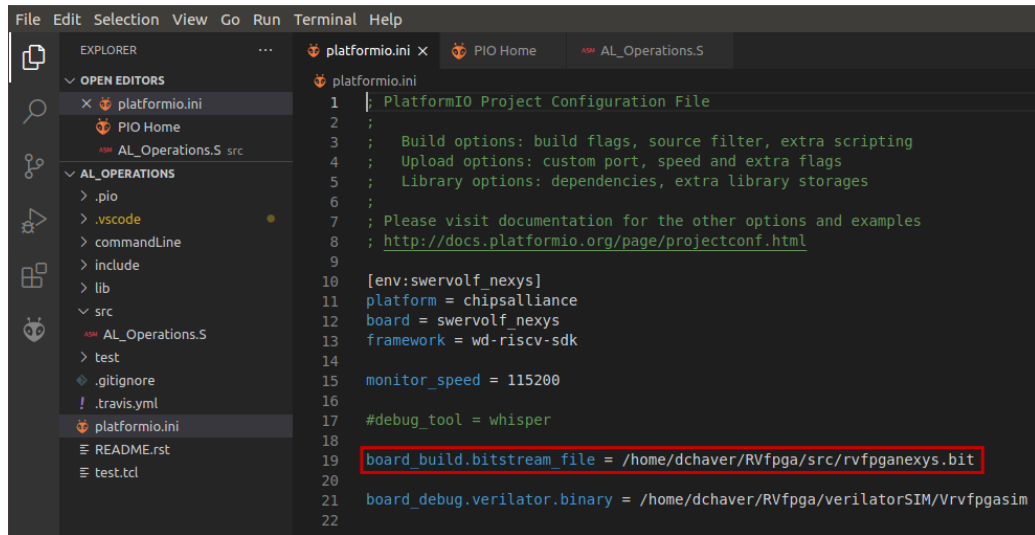 File Edit Selection View Go Run Terminal Help
EXPLORER ...
OPEN EDITORS
platformio.ini
PIO Home
ASM AL_Operations.S src
AL_OPERATIONS
.pio
.vscode
commandLine
include
lib
src
ASM AL_Operations.S
test
.gitignore
! .travis.yml
platformio.ini
README.rst
test.tcl
platformio.ini PIO Home ASM AL_Operations.S
platformio.ini
1 ; PlatformIO Project Configuration File
2 ;
3 ;   Build options: build flags, source filter, extra scripting
4 ;   Upload options: custom port, speed and extra flags
5 ;   Library options: dependencies, extra library storages
6 ;
7 ; Please visit documentation for the other options and examples
8 ; http://docs.platformio.org/page/projectconf.html
9
10 [env:swervolf_nexys]
11 platform = chipsalliance
12 board = swervolf_nexys
13 framework = wd-riscv-sdk
14
15 monitor_speed = 115200
16
17 #debug_tool = whisper
18
19 board_build.bitstream_file = /home/dchaver/RVfpga/src/rvfpganexys.bit
20
21 board_debug.verilator.binary = /home/dchaver/RVfpga/verilatorSIM/Vrvfpgasim
22